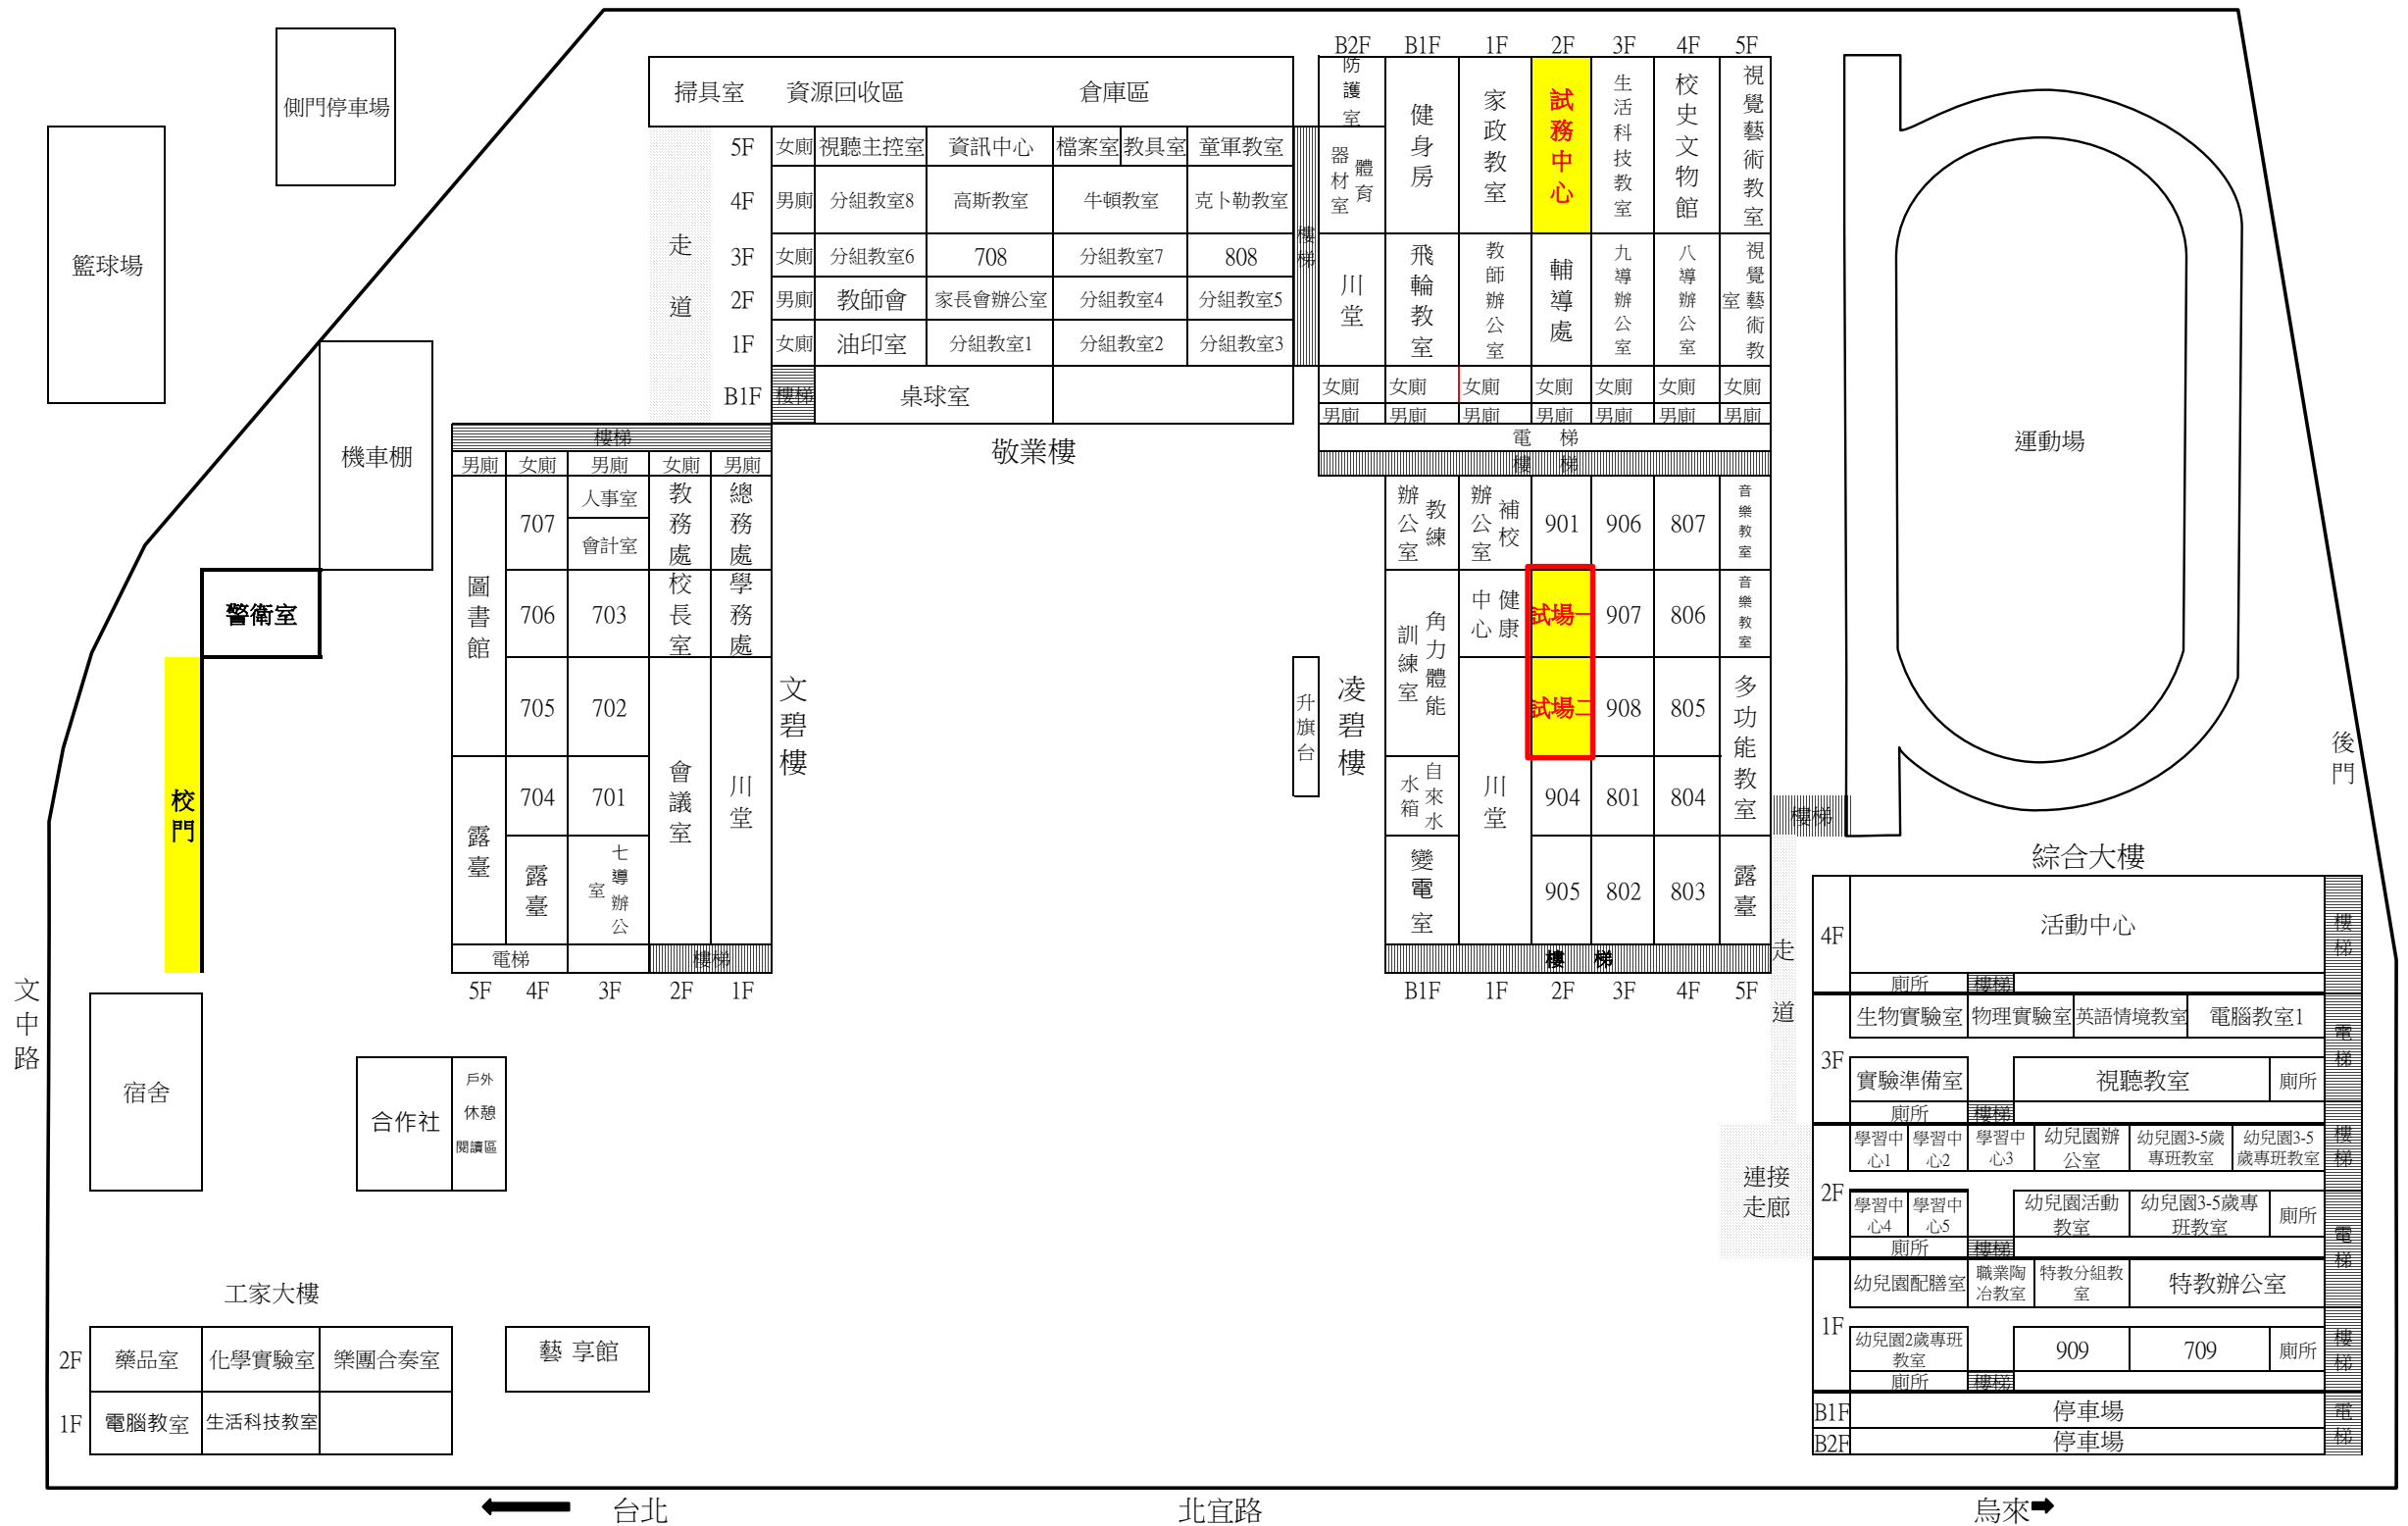 B2F B1F 1F 2F 3F 4F 5F
側門停車場
籃球場
機車棚
警衛室
校門
文中路
宿舍
合作社
戶外
休憩
閱讀區
掃具室 資源回收區 倉庫區
走道
5F 女廁 視聽主控室 資訊中心 檔案室 教具室 童軍教室
4F 男廁 分組教室8 高斯教室 牛頓教室 克卜勒教室
3F 女廁 分組教室6 708 分組教室7 808
2F 男廁 教師會 家長會辦公室 分組教室4 分組教室5
1F 女廁 油印室 分組教室1 分組教室2 分組教室3
B1F 樓梯 桌球室
樓梯
敬業樓
樓梯
男廁 女廁 男廁 女廁 男廁
圖書館
露臺
707
706
705
704
露臺
人事室
會計室
703
702
701
七導辦公室
教務處
校長室
會議室
總務處
學務處
川堂
電梯 樓梯
5F 4F 3F 2F 1F
文碧樓
防護室
體育器材室
川堂
健身房
飛輪教室
家政教室
教師辦公室
試務中心
輔導處
生活科技教室
九導辦公室
校史文物館
八導辦公室
視覺藝術教室
視覺藝術教室
女廁 女廁 女廁 女廁 女廁 女廁 女廁
男廁 男廁 男廁 男廁 男廁 男廁 男廁
電 梯
樓 梯
教練辦公室
角力體能訓練室
自來水水箱
變電室
補校辦公室
健康中心
川堂
901
試場一
試場二
904
905
906
907
908
801
802
807
806
805
804
803
音樂教室
音樂教室
多功能教室
露臺
樓 梯
B1F 1F 2F 3F 4F 5F
升旗台
凌碧樓
運動場
後門
樓梯
走道
連接
走廊
綜合大樓
4F 活動中心
廁所 樓梯
3F
生物實驗室 物理實驗室 英語情境教室 電腦教室1
實驗準備室 視聽教室 廁所
廁所 樓梯
2F
學習中心1 學習中心2 學習中心3 幼兒園辦公室 幼兒園3-5歲專班教室 幼兒園3-5歲專班教室
學習中心4 學習中心5 幼兒園活動教室 幼兒園3-5歲專班教室 廁所
廁所 樓梯
1F
幼兒園配膳室 職業陶冶教室 特教分組教室 特教辦公室
幼兒園2歲專班教室 909 709 廁所
廁所 樓梯
B1F 停車場
B2F 停車場
樓梯
電梯
樓梯
電梯
樓梯
電梯
工家大樓
2F 藥品室 化學實驗室 樂團合奏室
1F 電腦教室 生活科技教室
藝 享館
台北 北宜路 烏來